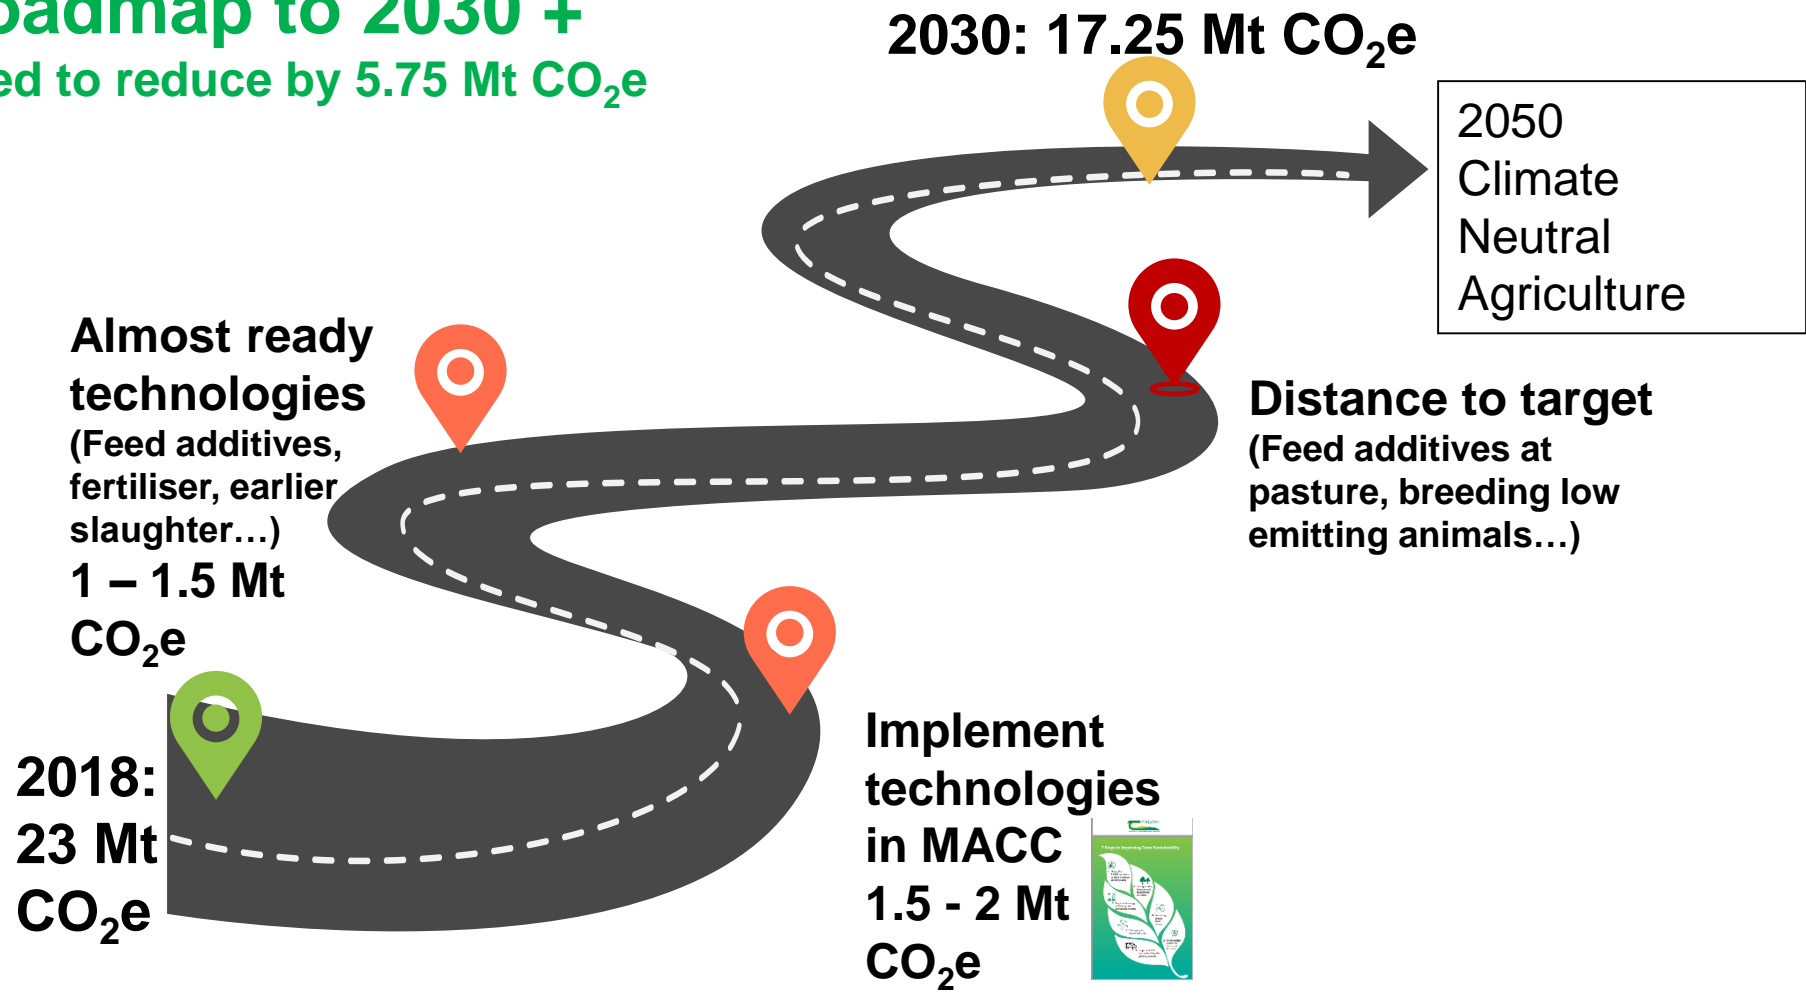 oadmap to 2030 +
ed to reduce by 5.75 Mt CO₂e
2030: 17.25 Mt CO₂e
2050
Climate
Neutral
Agriculture
Almost ready
technologies
(Feed additives,
fertiliser, earlier
slaughter…)
1 – 1.5 Mt
CO₂e
Distance to target
(Feed additives at
pasture, breeding low
emitting animals…)
2018:
23 Mt
CO₂e
Implement
technologies
in MACC
1.5 - 2 Mt
CO₂e